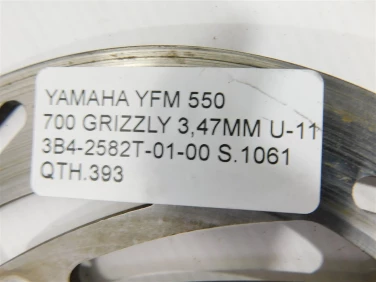 YAMAHA YFM 550
700 GRIZZLY 3,47MM U-11
3B4-2582T-01-00 S.1061
QTH.393